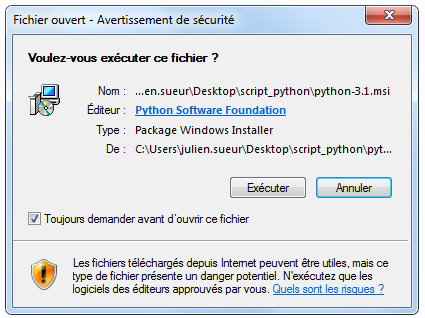 Fichier ouvert - Avertissement de sécurité
Voulez-vous exécuter ce fichier ?
Nom : ...en.sueur\Desktop\script_python\python-3.1.msi
Éditeur : Python Software Foundation
Type : Package Windows Installer
De : C:\Users\julien.sueur\Desktop\script_python\pyt...
Exécuter Annuler
Toujours demander avant d'ouvrir ce fichier
Les fichiers téléchargés depuis Internet peuvent être utiles, mais ce
type de fichier présente un danger potentiel. N'exécutez que les
logiciels des éditeurs approuvés par vous. Quels sont les risques ?